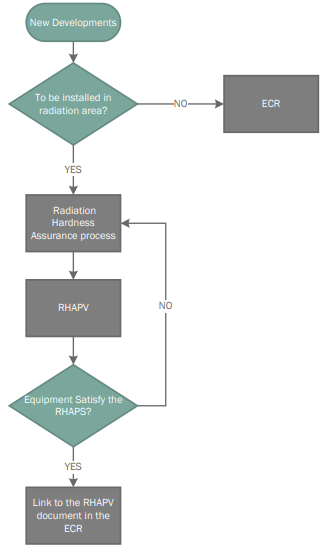 New Developments
To be installed in
radiation area?
NO
ECR
YES
Radiation
Hardness
Assurance process
RHAPV
NO
Equipment Satisfy the
RHAPS?
YES
Link to the RHAPV
document in the
ECR